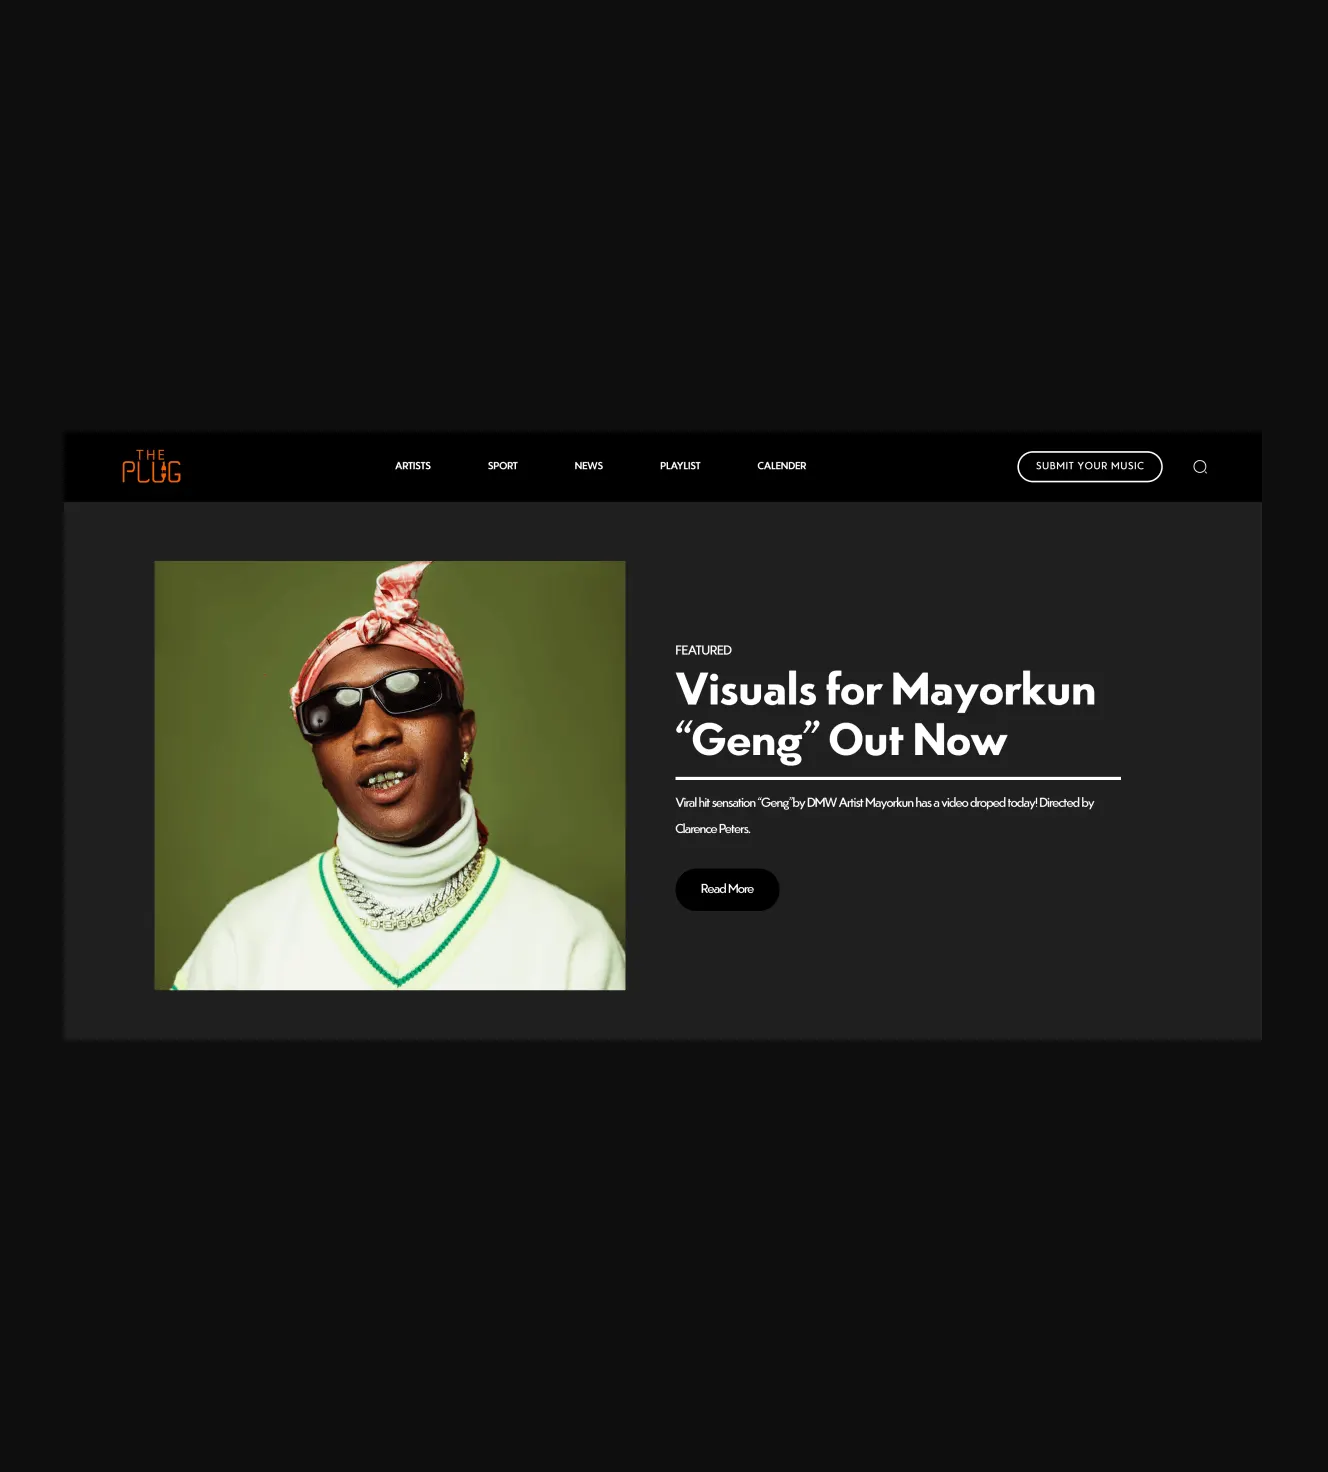 THE
PLUG
ARTISTS
SPORT
NEWS
PLAYLIST
CALENDER
SUBMIT YOUR MUSIC
FEATURED
Visuals for Mayorkun
“Geng” Out Now
Viral hit sensation “Geng”by DMW Artist Mayorkun has a video droped today! Directed by
Clarence Peters.
Read More